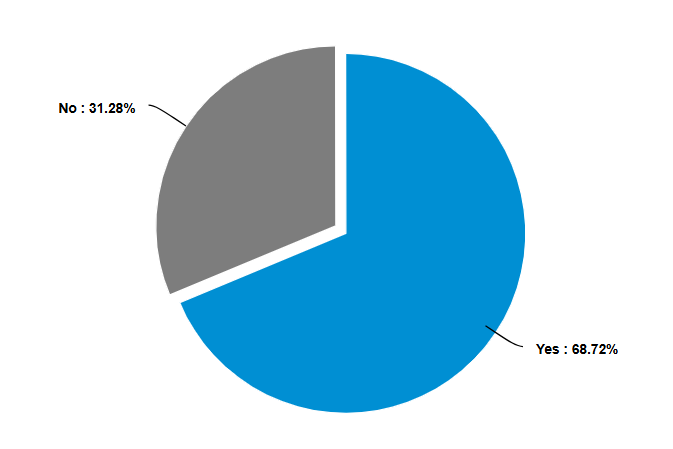 No : 31.28%
Yes : 68.72%